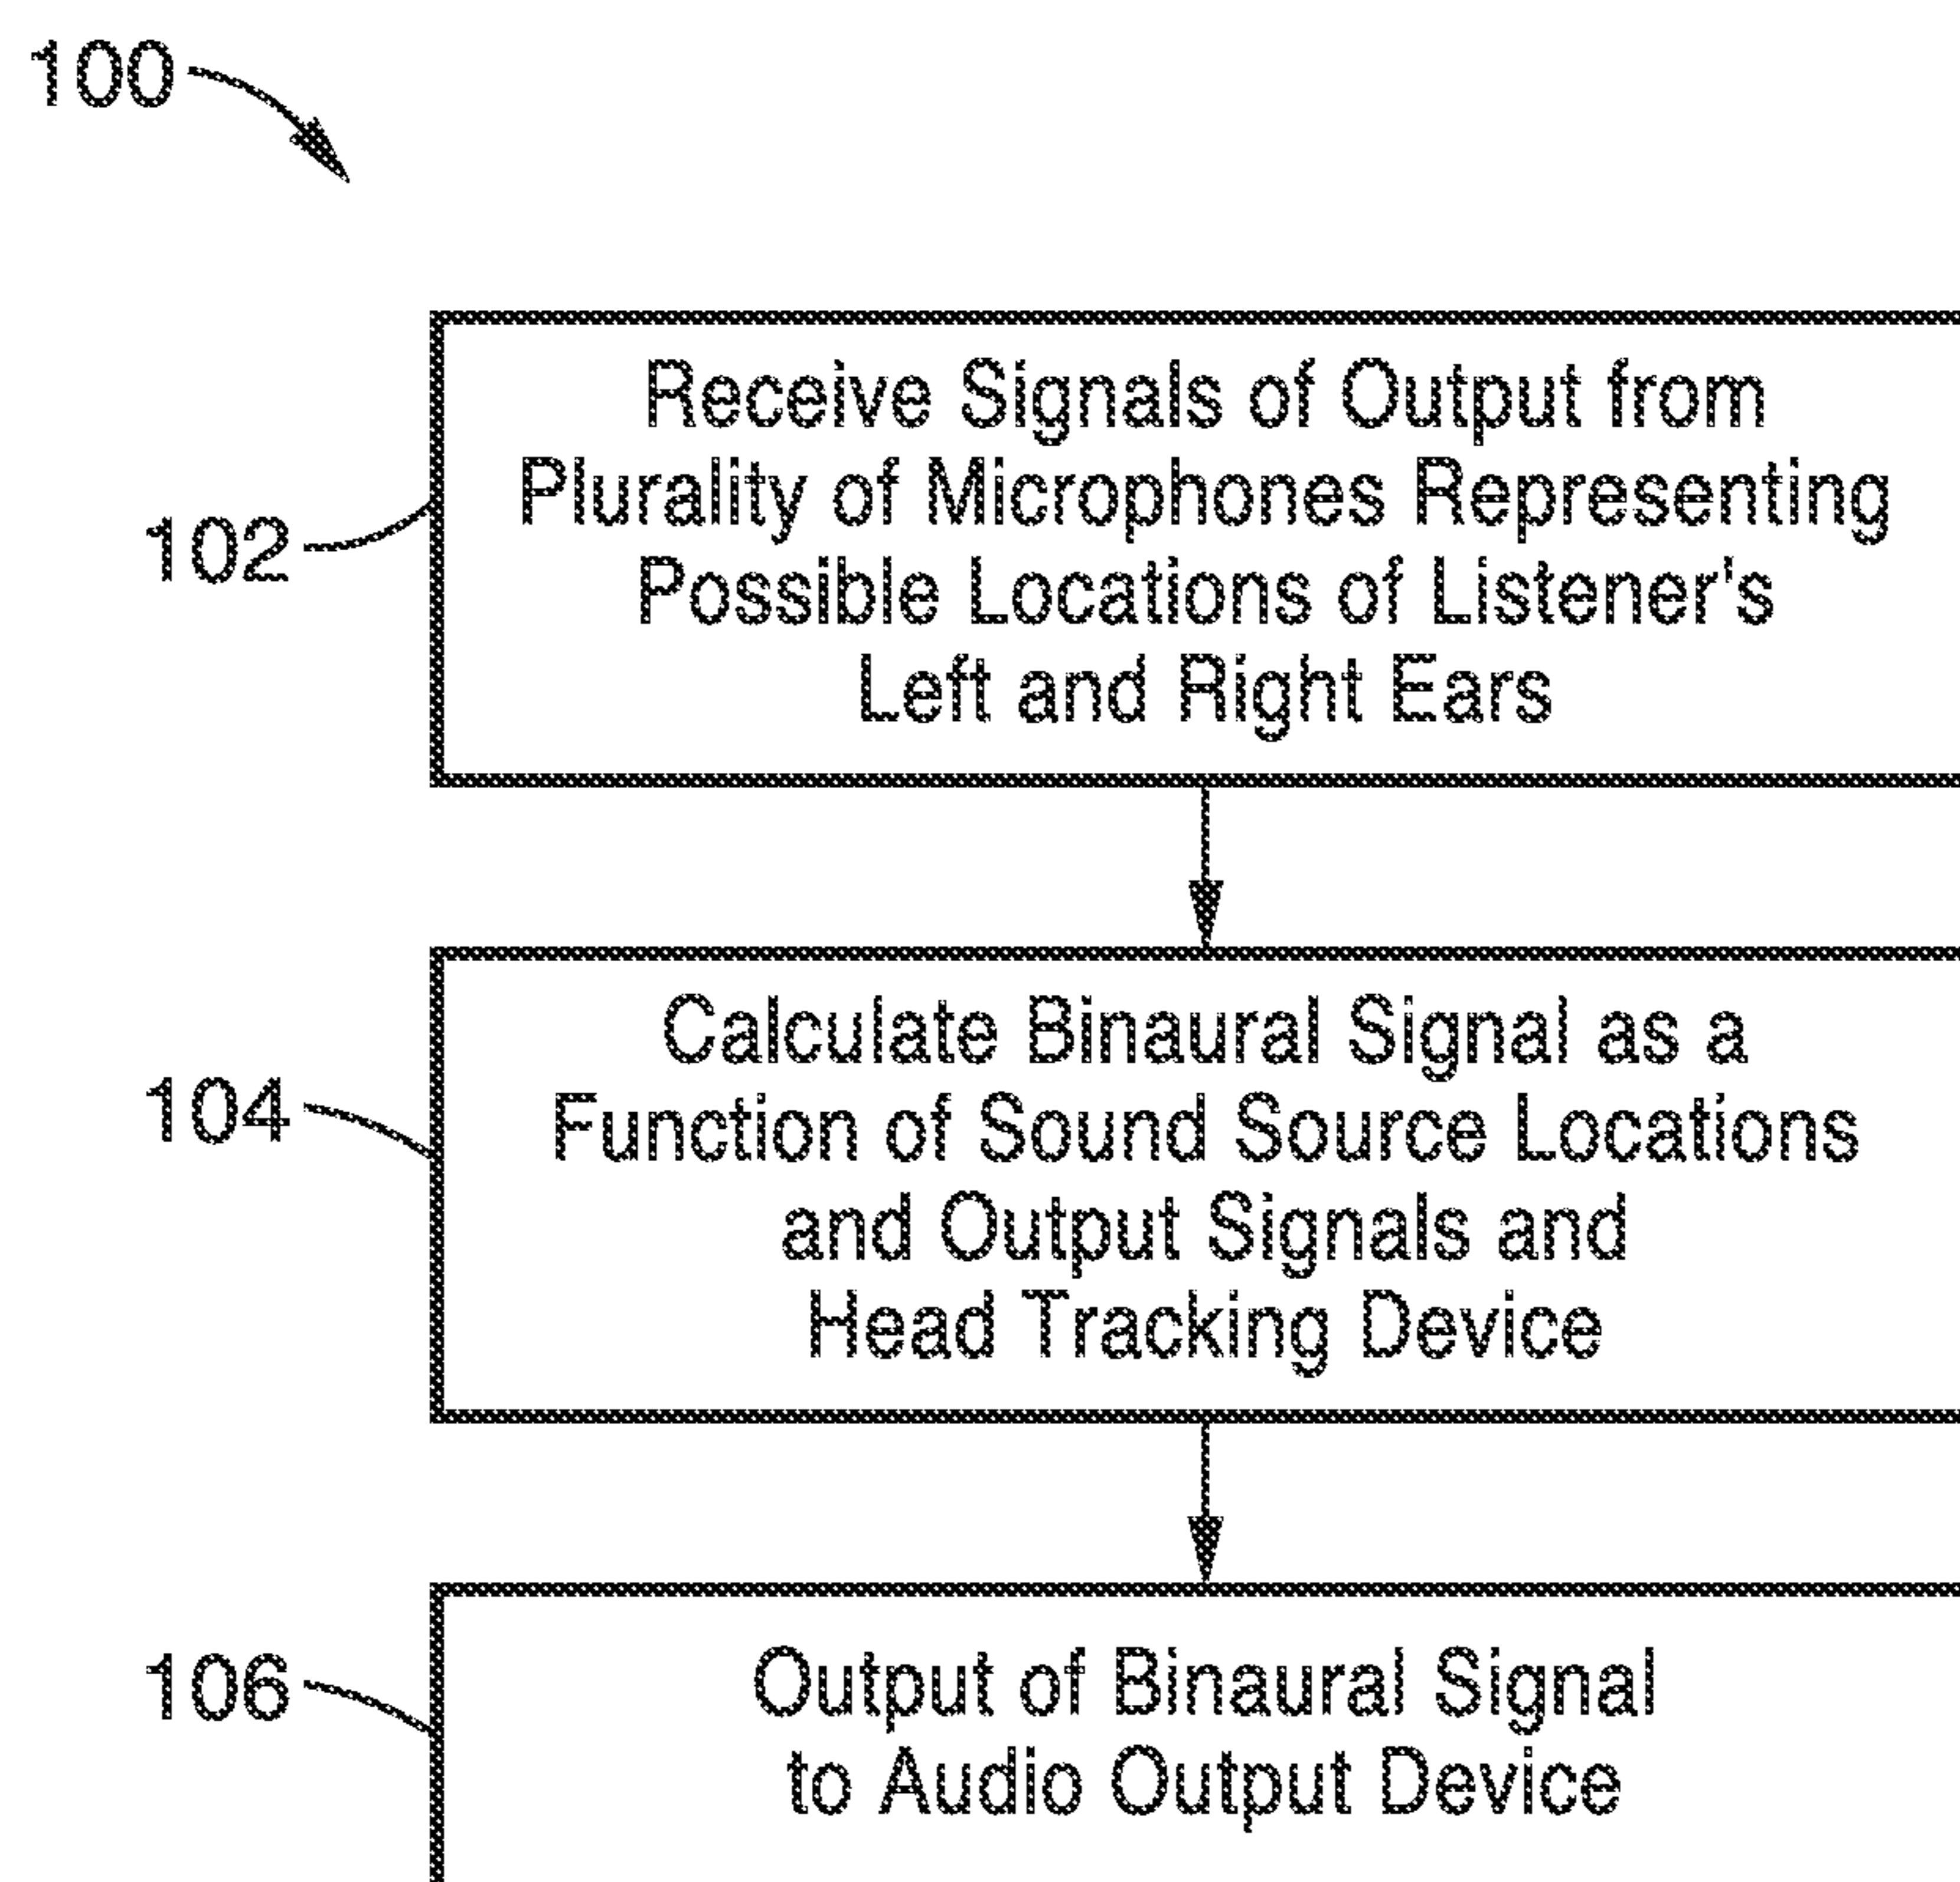 100
102
Receive Signals of Output from
Plurality of Microphones Representing
Possible Locations of Listener's
Left and Right Ears
104
Calculate Binaural Signal as a
Function of Sound Source Locations
and Output Signals and
Head Tracking Device
106
Output of Binaural Signal
to Audio Output Device